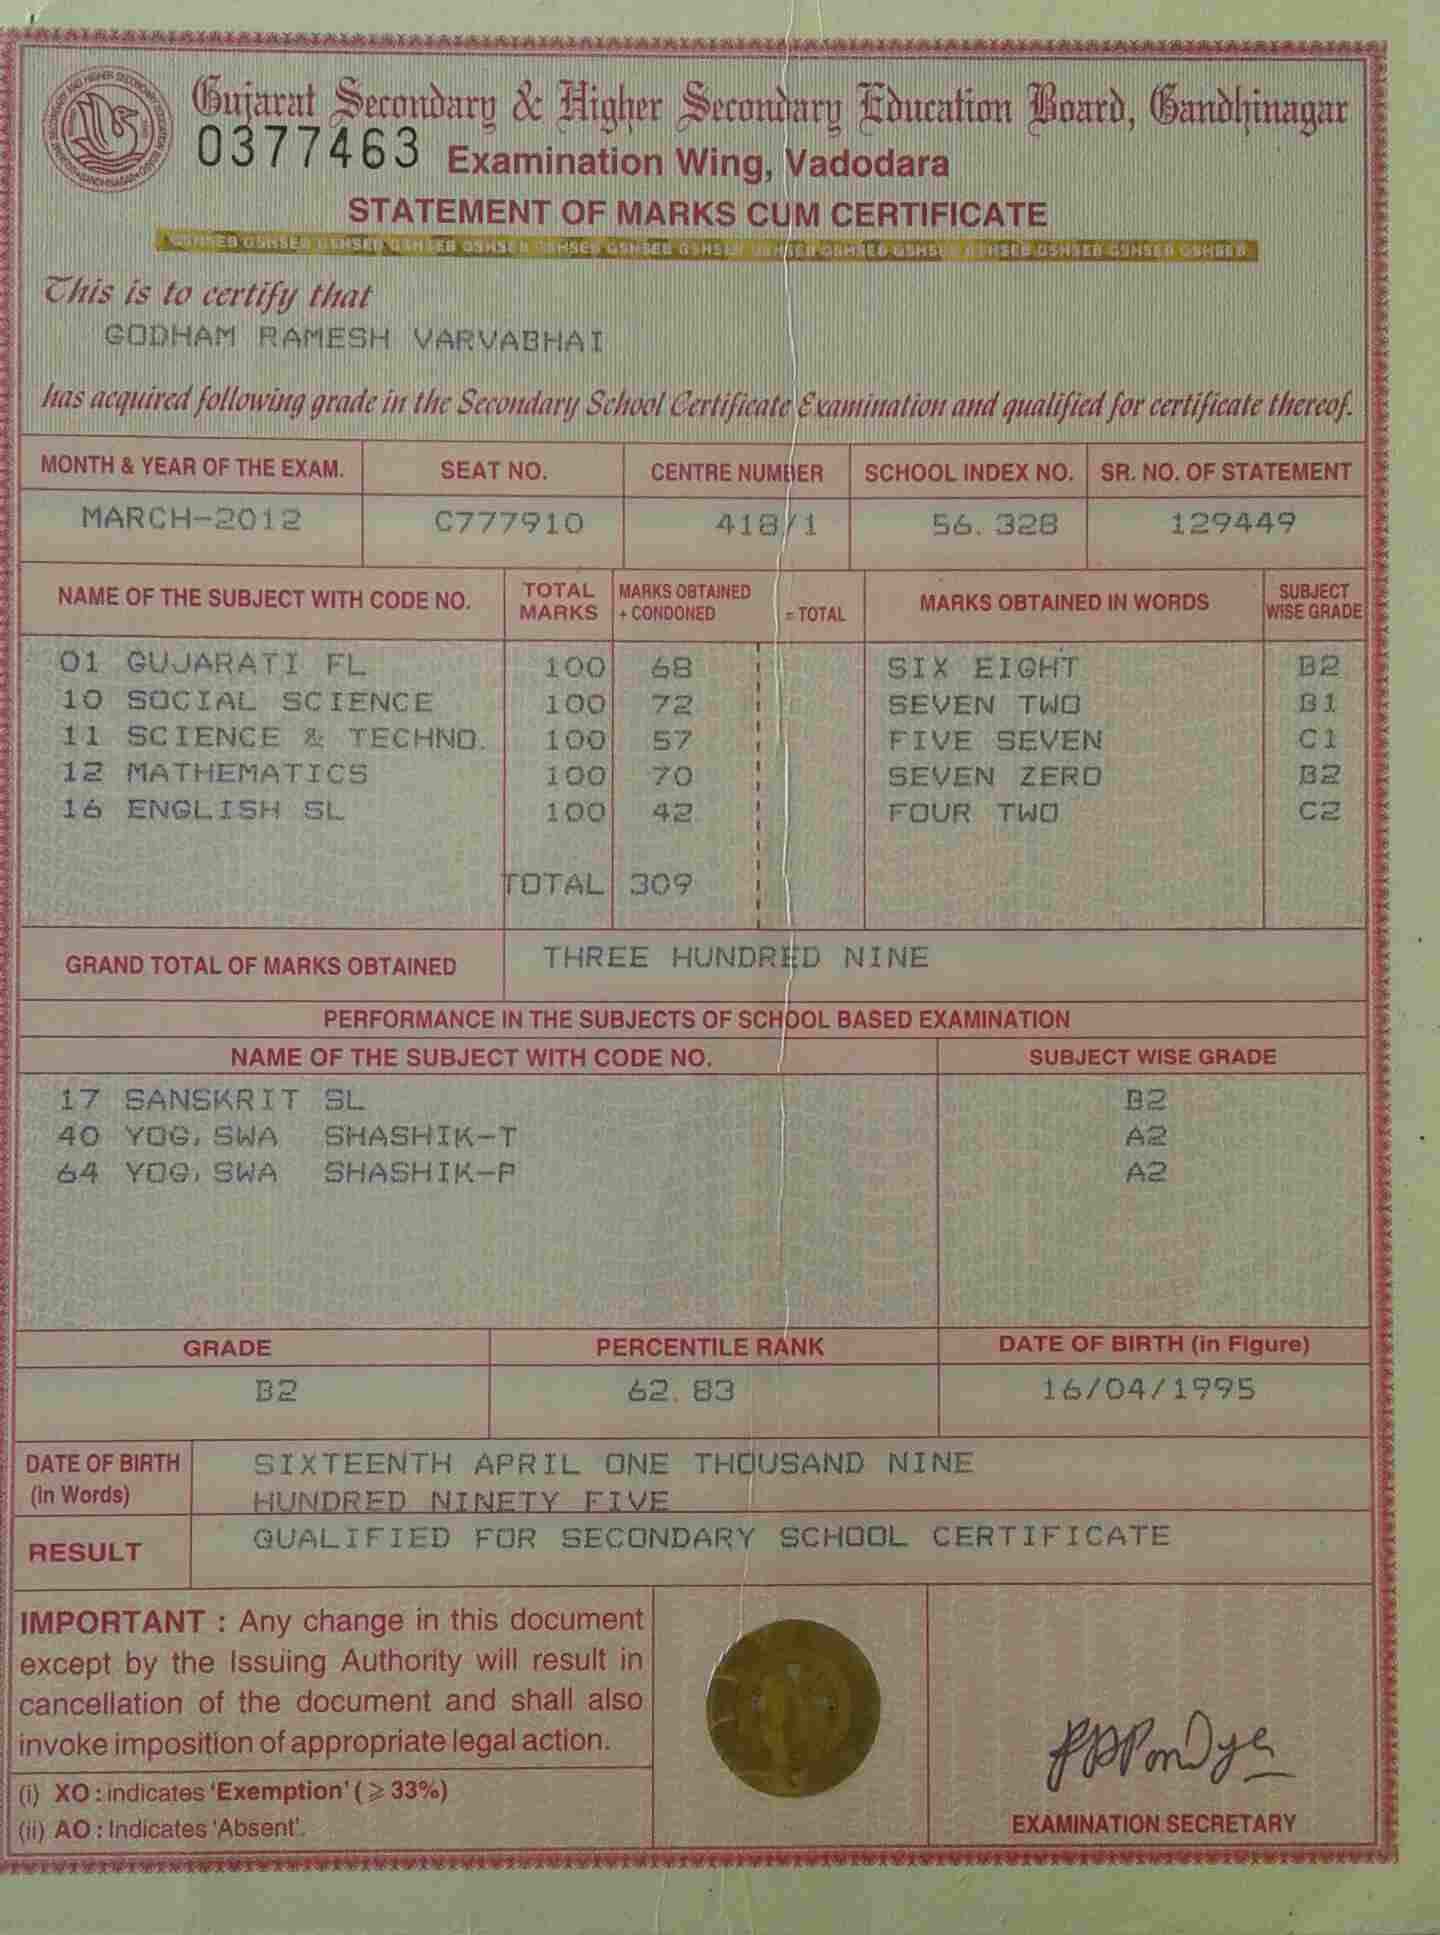 Gujarat Secondary & Higher Secondary Education Board, Gandhinagar
0377463 Examination Wing, Vadodara
STATEMENT OF MARKS CUM CERTIFICATE
GSHSEB GSHSEB GSHSEB GSHSEB GSHSEB GSHSEB GSHSEB GSHSEB GSHSEB GSHSEB GSHSEB GSHSEB GSHSEB GSHSEB GSHSEB
This is to certify that
GODHAM RAMESH VARVABHAI
has acquired following grade in the Secondary School Certificate Examination and qualified for certificate thereof.
MONTH & YEAR OF THE EXAM. SEAT NO. CENTRE NUMBER SCHOOL INDEX NO. SR. NO. OF STATEMENT
MARCH-2012 C777910 418/1 56.328 129449
NAME OF THE SUBJECT WITH CODE NO. TOTAL MARKS MARKS OBTAINED + CONDONED = TOTAL MARKS OBTAINED IN WORDS SUBJECT WISE GRADE
01 GUJARATI FL 100 68 SIX EIGHT B2
10 SOCIAL SCIENCE 100 72 SEVEN TWO B1
11 SCIENCE & TECHNO. 100 57 FIVE SEVEN C1
12 MATHEMATICS 100 70 SEVEN ZERO B2
16 ENGLISH SL 100 42 FOUR TWO C2
TOTAL 309
GRAND TOTAL OF MARKS OBTAINED THREE HUNDRED NINE
PERFORMANCE IN THE SUBJECTS OF SCHOOL BASED EXAMINATION
NAME OF THE SUBJECT WITH CODE NO. SUBJECT WISE GRADE
17 SANSKRIT SL B2
40 YOG, SWA SHASHIK-T A2
64 YOG, SWA SHASHIK-P A2
GRADE PERCENTILE RANK DATE OF BIRTH (in Figure)
B2 62.83 16/04/1995
DATE OF BIRTH (in Words) SIXTEENTH APRIL ONE THOUSAND NINE
HUNDRED NINETY FIVE
RESULT QUALIFIED FOR SECONDARY SCHOOL CERTIFICATE
IMPORTANT : Any change in this document
except by the Issuing Authority will result in
cancellation of the document and shall also
invoke imposition of appropriate legal action.
(i) XO : indicates 'Exemption' (⩾ 33%)
(ii) AO : Indicates 'Absent'.
EXAMINATION SECRETARY